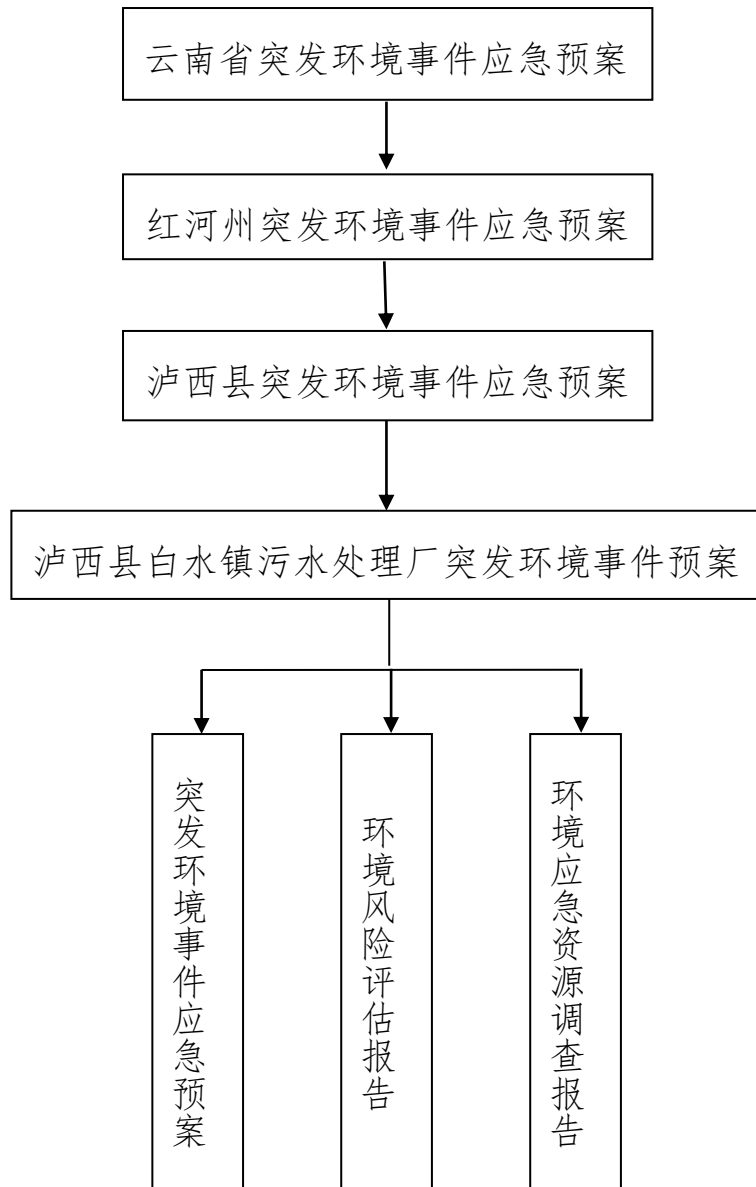 云南省突发环境事件应急预案
红河州突发环境事件应急预案
泸西县突发环境事件应急预案
泸西县白水镇污水处理厂突发环境事件预案
突发环境事件应急预案
环境风险评估报告
环境应急资源调查报告